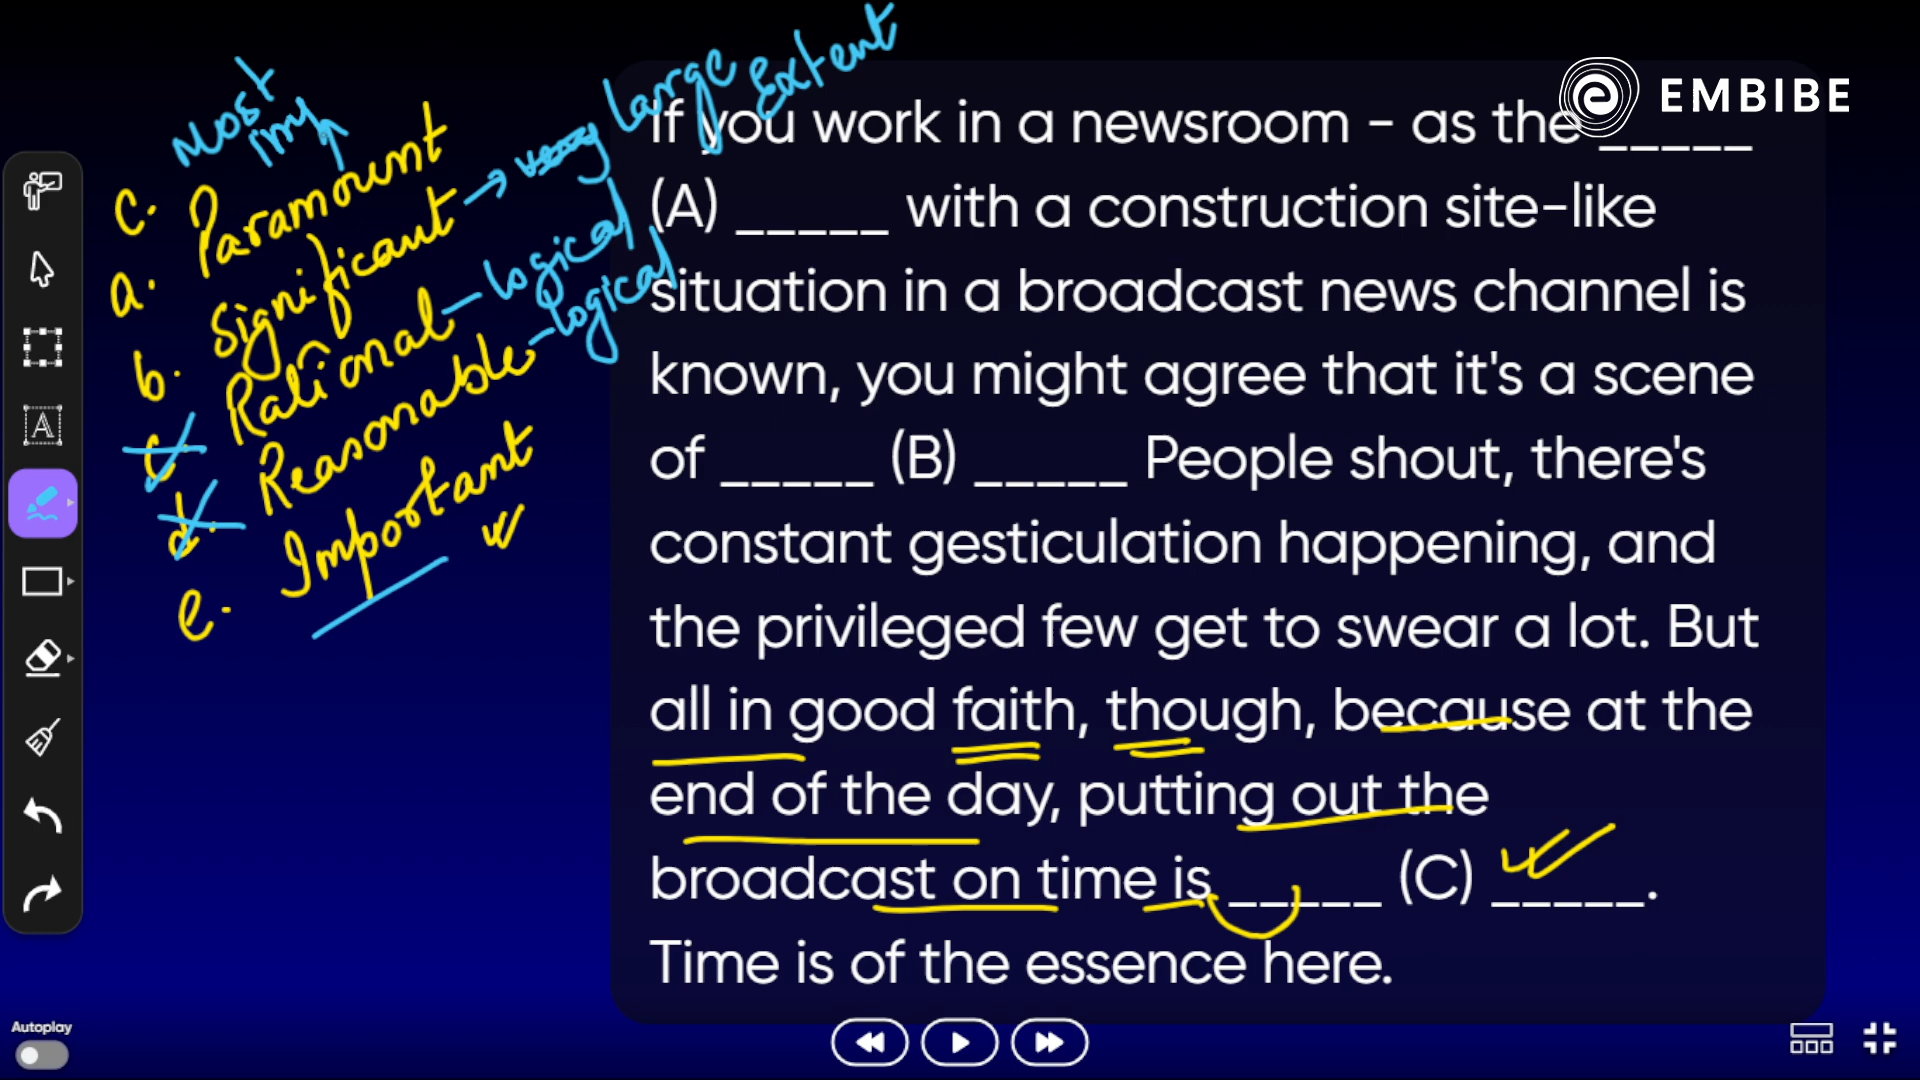 Most
imp
Large Extent
EMBIBE
c. Paramount
a. Significant → very
b. Rational - logical
c. Reasonable - logical
d.
e. Important
If you work in a newsroom – as the _____
(A) _____ with a construction site-like
situation in a broadcast news channel is
known, you might agree that it's a scene
of _____ (B) _____ People shout, there's
constant gesticulation happening, and
the privileged few get to swear a lot. But
all in good faith, though, because at the
end of the day, putting out the
broadcast on time is _____ (C) _____.
Time is of the essence here.
A
Autoplay